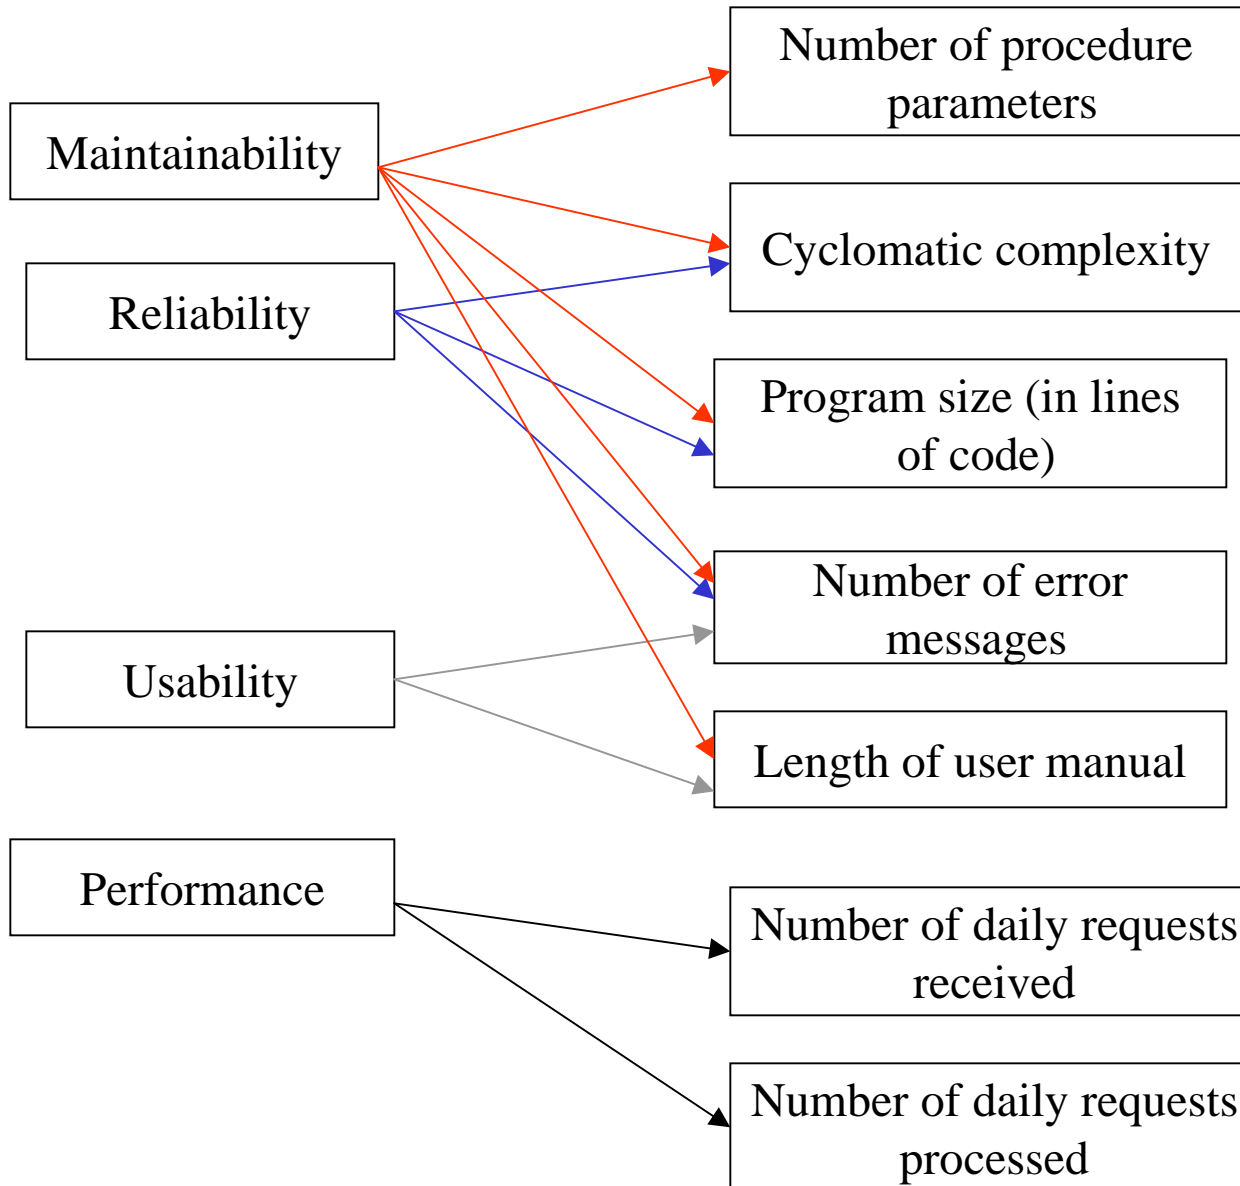 Maintainability
Reliability
Usability
Performance
Number of procedure
parameters
Cyclomatic complexity
Program size (in lines
of code)
Number of error
messages
Length of user manual
Number of daily requests
received
Number of daily requests
processed